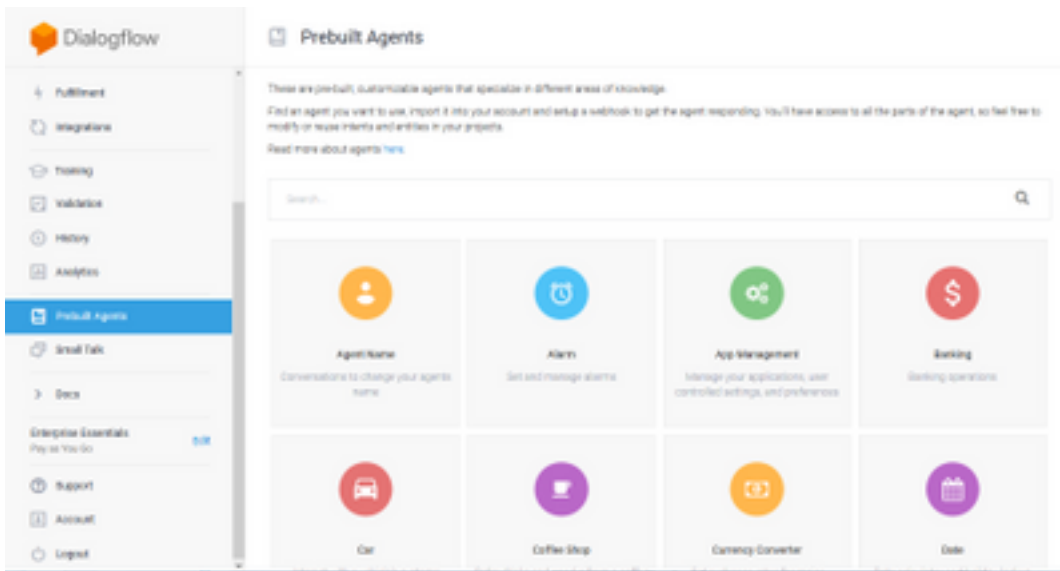 Dialogflow
Fulfillment
Integrations
Training
Validation
History
Analytics
Prebuilt Agents
Small Talk
Docs
Enterprise Essentials
Pay as You Go
Edit
Support
Account
Logout
Prebuilt Agents
These are pre-built, customizable agents that specialize in different areas of knowledge.
Find an agent you want to use, import it into your account and setup a webhook to get the agent responding. You'll have access to all the parts of the agent, so feel free to
modify or reuse intents and entities in your projects.
Read more about agents here.
Search...
Agent Name
Conversations to change your agents
name
Alarm
Set and manage alarms
App Management
Manage your applications, user
controlled settings, and preferences
Banking
Banking operations
Car
Coffee Shop
Currency Converter
Date